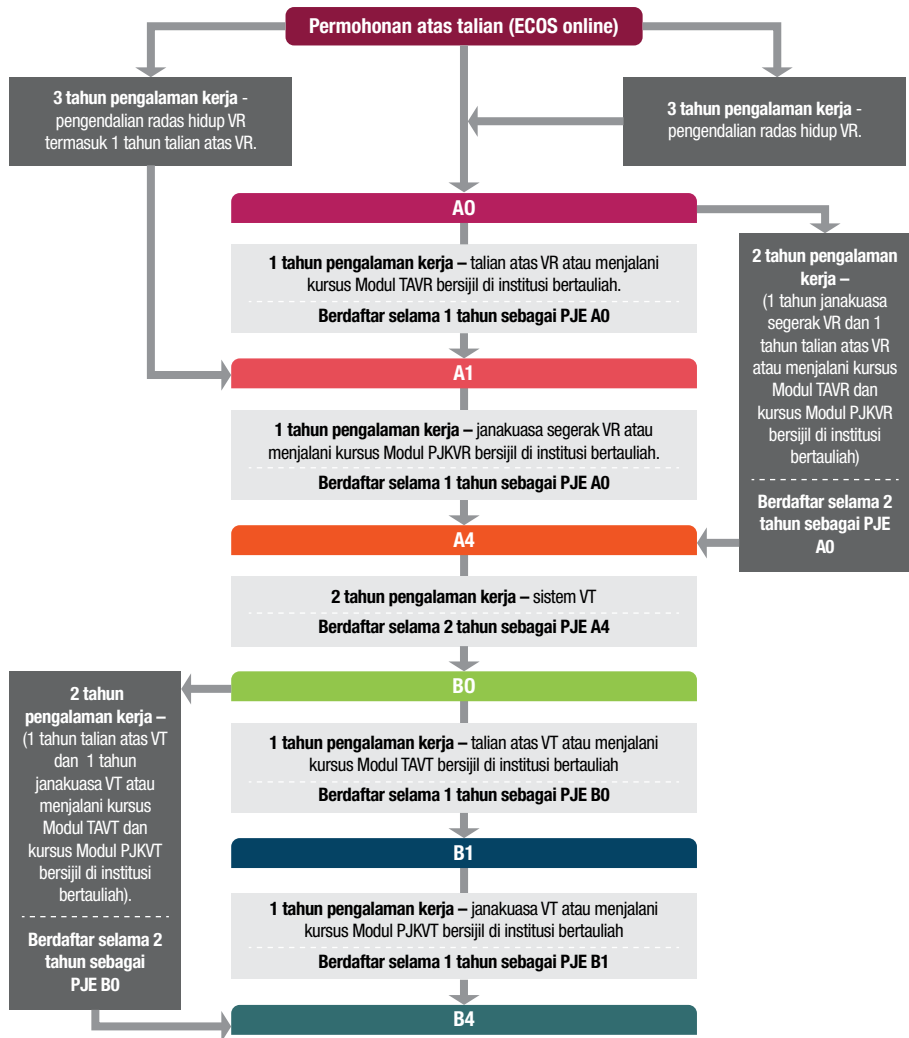 Permohonan atas talian (ECOS online)
3 tahun pengalaman kerja -
pengendalian radas hidup VR
termasuk 1 tahun talian atas VR.
3 tahun pengalaman kerja -
pengendalian radas hidup VR.
A0
1 tahun pengalaman kerja – talian atas VR atau menjalani
kursus Modul TAVR bersijil di institusi bertauliah.
Berdaftar selama 1 tahun sebagai PJE A0
2 tahun pengalaman
kerja –
(1 tahun janakuasa
segerak VR dan 1
tahun talian atas VR
atau menjalani kursus
Modul TAVR dan
kursus Modul PJKVR
bersijil di institusi
bertauliah)
Berdaftar selama 2
tahun sebagai PJE
A0
A1
1 tahun pengalaman kerja – janakuasa segerak VR atau
menjalani kursus Modul PJKVR bersijil di institusi bertauliah.
Berdaftar selama 1 tahun sebagai PJE A0
A4
2 tahun pengalaman kerja – sistem VT
Berdaftar selama 2 tahun sebagai PJE A4
B0
2 tahun
pengalaman kerja –
(1 tahun talian atas VT
dan 1 tahun
janakuasa VT atau
menjalani kursus
Modul TAVT dan
kursus Modul PJKVT
bersijil di institusi
bertauliah).
Berdaftar selama 2
tahun sebagai
PJE B0
1 tahun pengalaman kerja – talian atas VT atau menjalani
kursus Modul TAVT bersijil di institusi bertauliah
Berdaftar selama 1 tahun sebagai PJE B0
B1
1 tahun pengalaman kerja – janakuasa VT atau menjalani
kursus Modul PJKVT bersijil di institusi bertauliah
Berdaftar selama 1 tahun sebagai PJE B1
B4